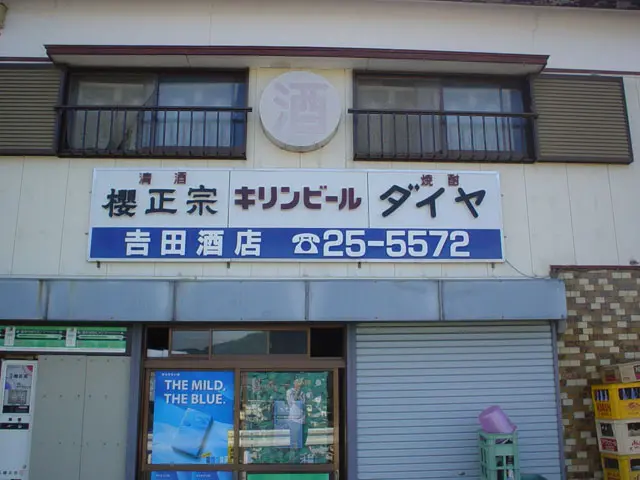 酒
清酒
櫻正宗
キリンビール
焼酎
ダイヤ
吉田酒店 ☎25-5572
THE MILD,
THE BLUE.